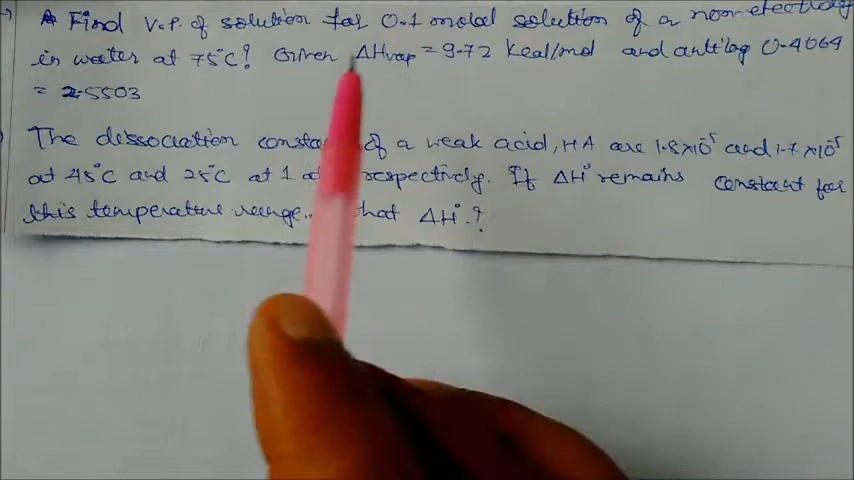 Find V.P. of solution for 0.1 molal solution of a non-electroly
in water at 75°C? Given ΔHvap = 9.72 Kcal/mol and antilog 0.4064
= 2.5503
The dissociation of a weak acid, HA are 1.8×10⁻⁵ and 1.7×10⁻⁵
at 45°C and 25°C at 1 respectively. If ΔH° remains constant for
this temperature range. hat ΔH°?